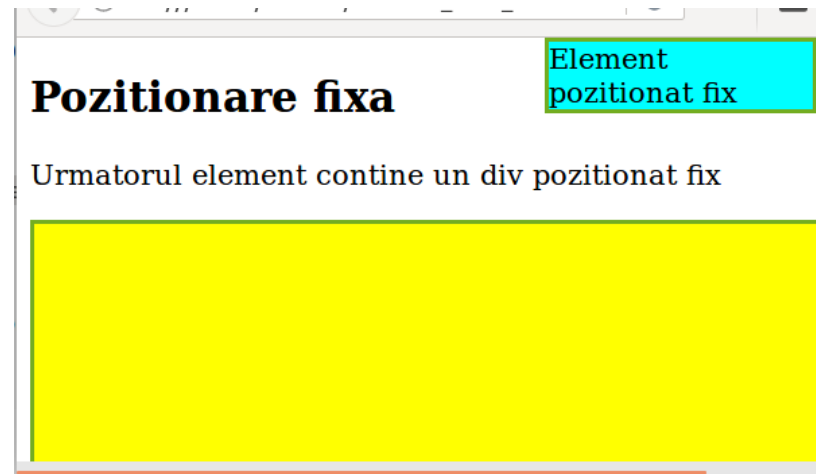 Element
pozitionat fix
Pozitionare fixa
Urmatorul element contine un div pozitionat fix